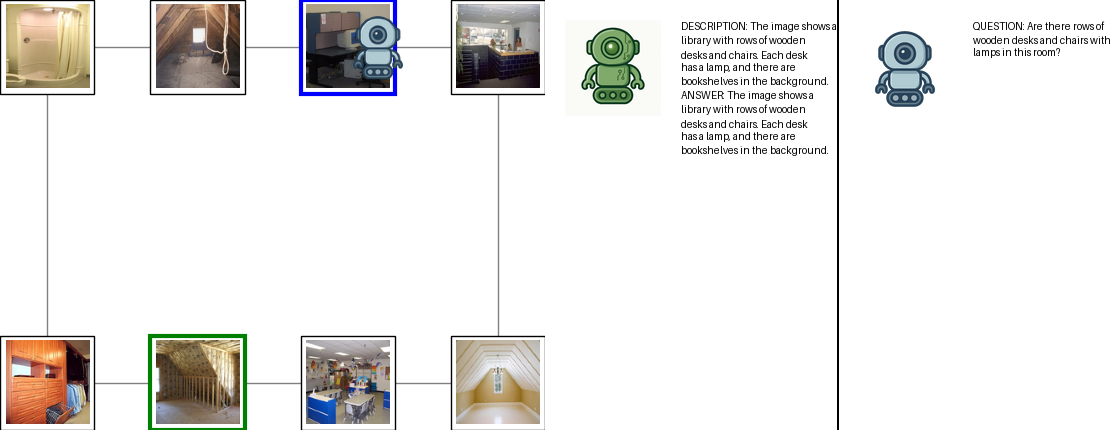 DESCRIPTION: The image shows a
library with rows of wooden
desks and chairs. Each desk
has a lamp, and there are
bookshelves in the background.
ANSWER: The image shows a
library with rows of wooden
desks and chairs. Each desk
has a lamp, and there are
bookshelves in the background.
QUESTION: Are there rows of
wooden desks and chairs with
lamps in this room?